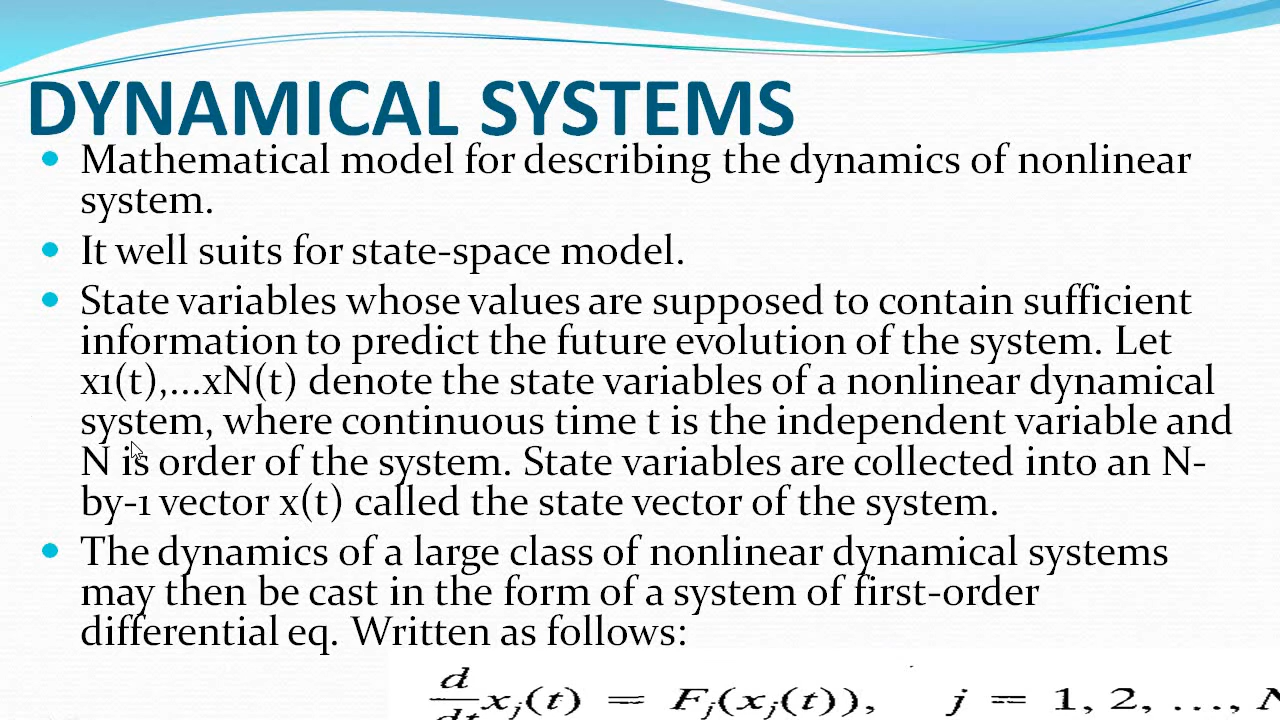 DYNAMICAL SYSTEMS
• Mathematical model for describing the dynamics of nonlinear
system.
• It well suits for state-space model.
• State variables whose values are supposed to contain sufficient
information to predict the future evolution of the system. Let
x1(t),...xN(t) denote the state variables of a nonlinear dynamical
system, where continuous time t is the independent variable and
N is order of the system. State variables are collected into an N-
by-1 vector x(t) called the state vector of the system.
• The dynamics of a large class of nonlinear dynamical systems
may then be cast in the form of a system of first-order
differential eq. Written as follows:
d/dt xj(t) = Fj(xj(t)), j = 1, 2, ..., N